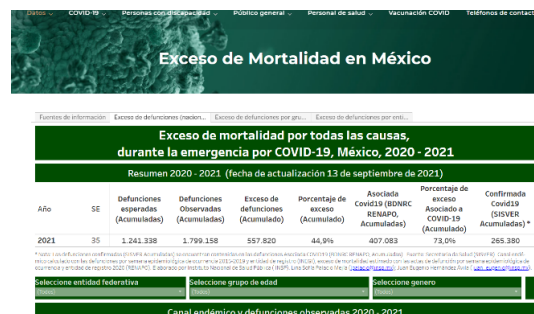 Datos
COVID-19
Personas con discapacidad
Público general
Personal de salud
Vacunación COVID
Teléfonos de contact
Exceso de Mortalidad en México
Fuentes de información
Exceso de defunciones (nacion...
Exceso de defunciones por gru...
Exceso de defunciones por enti...
Exceso de mortalidad por todas las causas,
durante la emergencia por COVID-19, México, 2020 - 2021
Resumen 2020 - 2021 (fecha de actualización 13 de septiembre de 2021)
Año
SE
Defunciones
esperadas
(Acumuladas)
Defunciones
Observadas
(Acumuladas)
Exceso de
defunciones
(Acumulado)
Porcentaje de
exceso
(Acumulado)
Asociada
Covid19 (BDNRC
RENAPO,
Acumuladas)
Porcentaje de
exceso
Asociado a
COVID-19
(Acumulado)
Confirmada
Covid19
(SISVER
Acumuladas) *
2021 35 1.241.338 1.799.158 557.820 44,9% 407.083 73,0% 265.380
Seleccione entidad federativa
(Todos)
Seleccione grupo de edad
(Todos)
Seleccione genero
(Todos)
Canal endémico y defunciones observadas 2020 - 2021